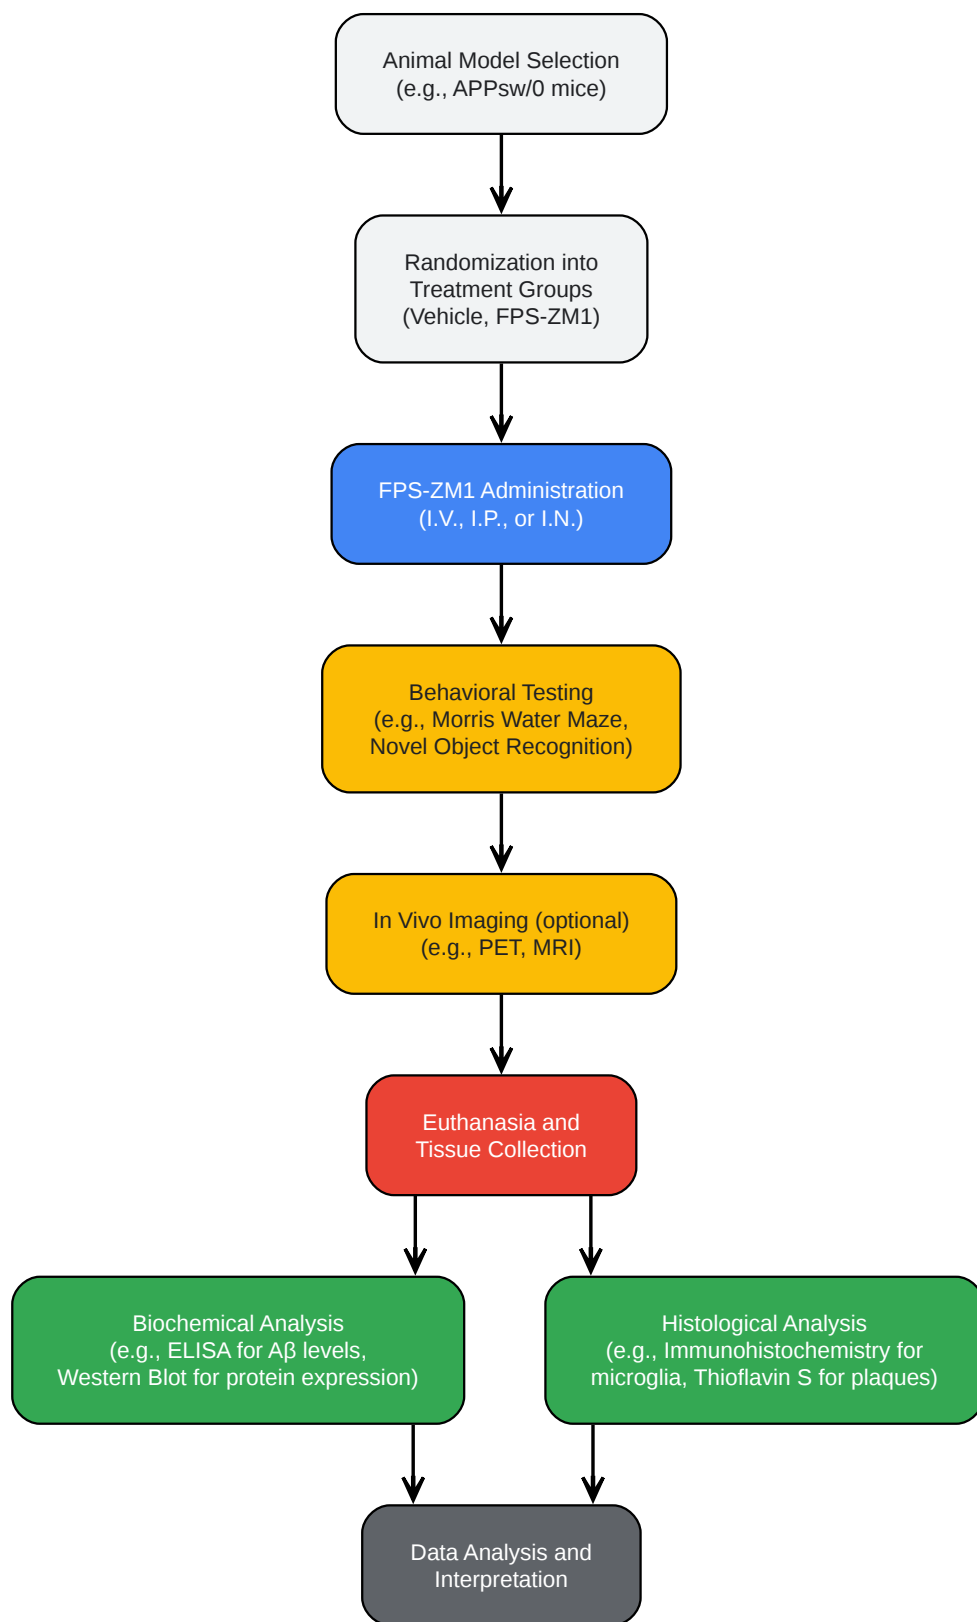 Animal Model Selection
(e.g., APPsw/0 mice)
Randomization into
Treatment Groups
(Vehicle, FPS-ZM1)
FPS-ZM1 Administration
(I.V., I.P., or I.N.)
Behavioral Testing
(e.g., Morris Water Maze,
Novel Object Recognition)
In Vivo Imaging (optional)
(e.g., PET, MRI)
Euthanasia and
Tissue Collection
Biochemical Analysis
(e.g., ELISA for Aβ levels,
Western Blot for protein expression)
Histological Analysis
(e.g., Immunohistochemistry for
microglia, Thioflavin S for plaques)
Data Analysis and
Interpretation